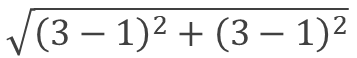 √((3 − 1)² + (3 − 1)²)